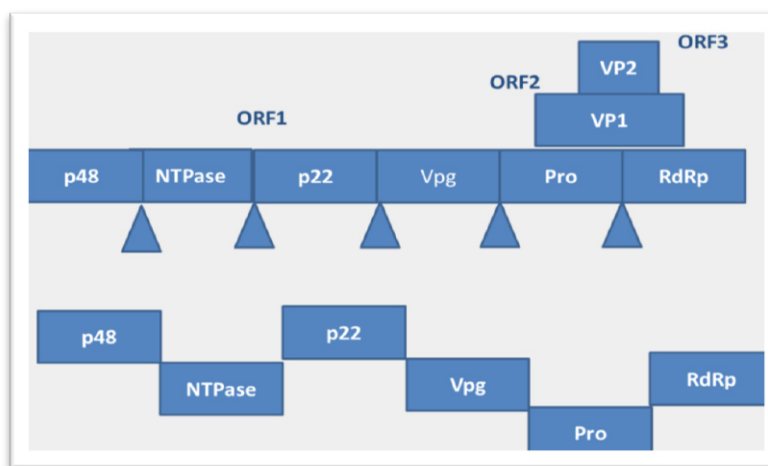 ORF3
VP2
ORF2
VP1
ORF1
p48 NTPase p22 Vpg Pro RdRp
p48 p22
NTPase Vpg RdRp
Pro